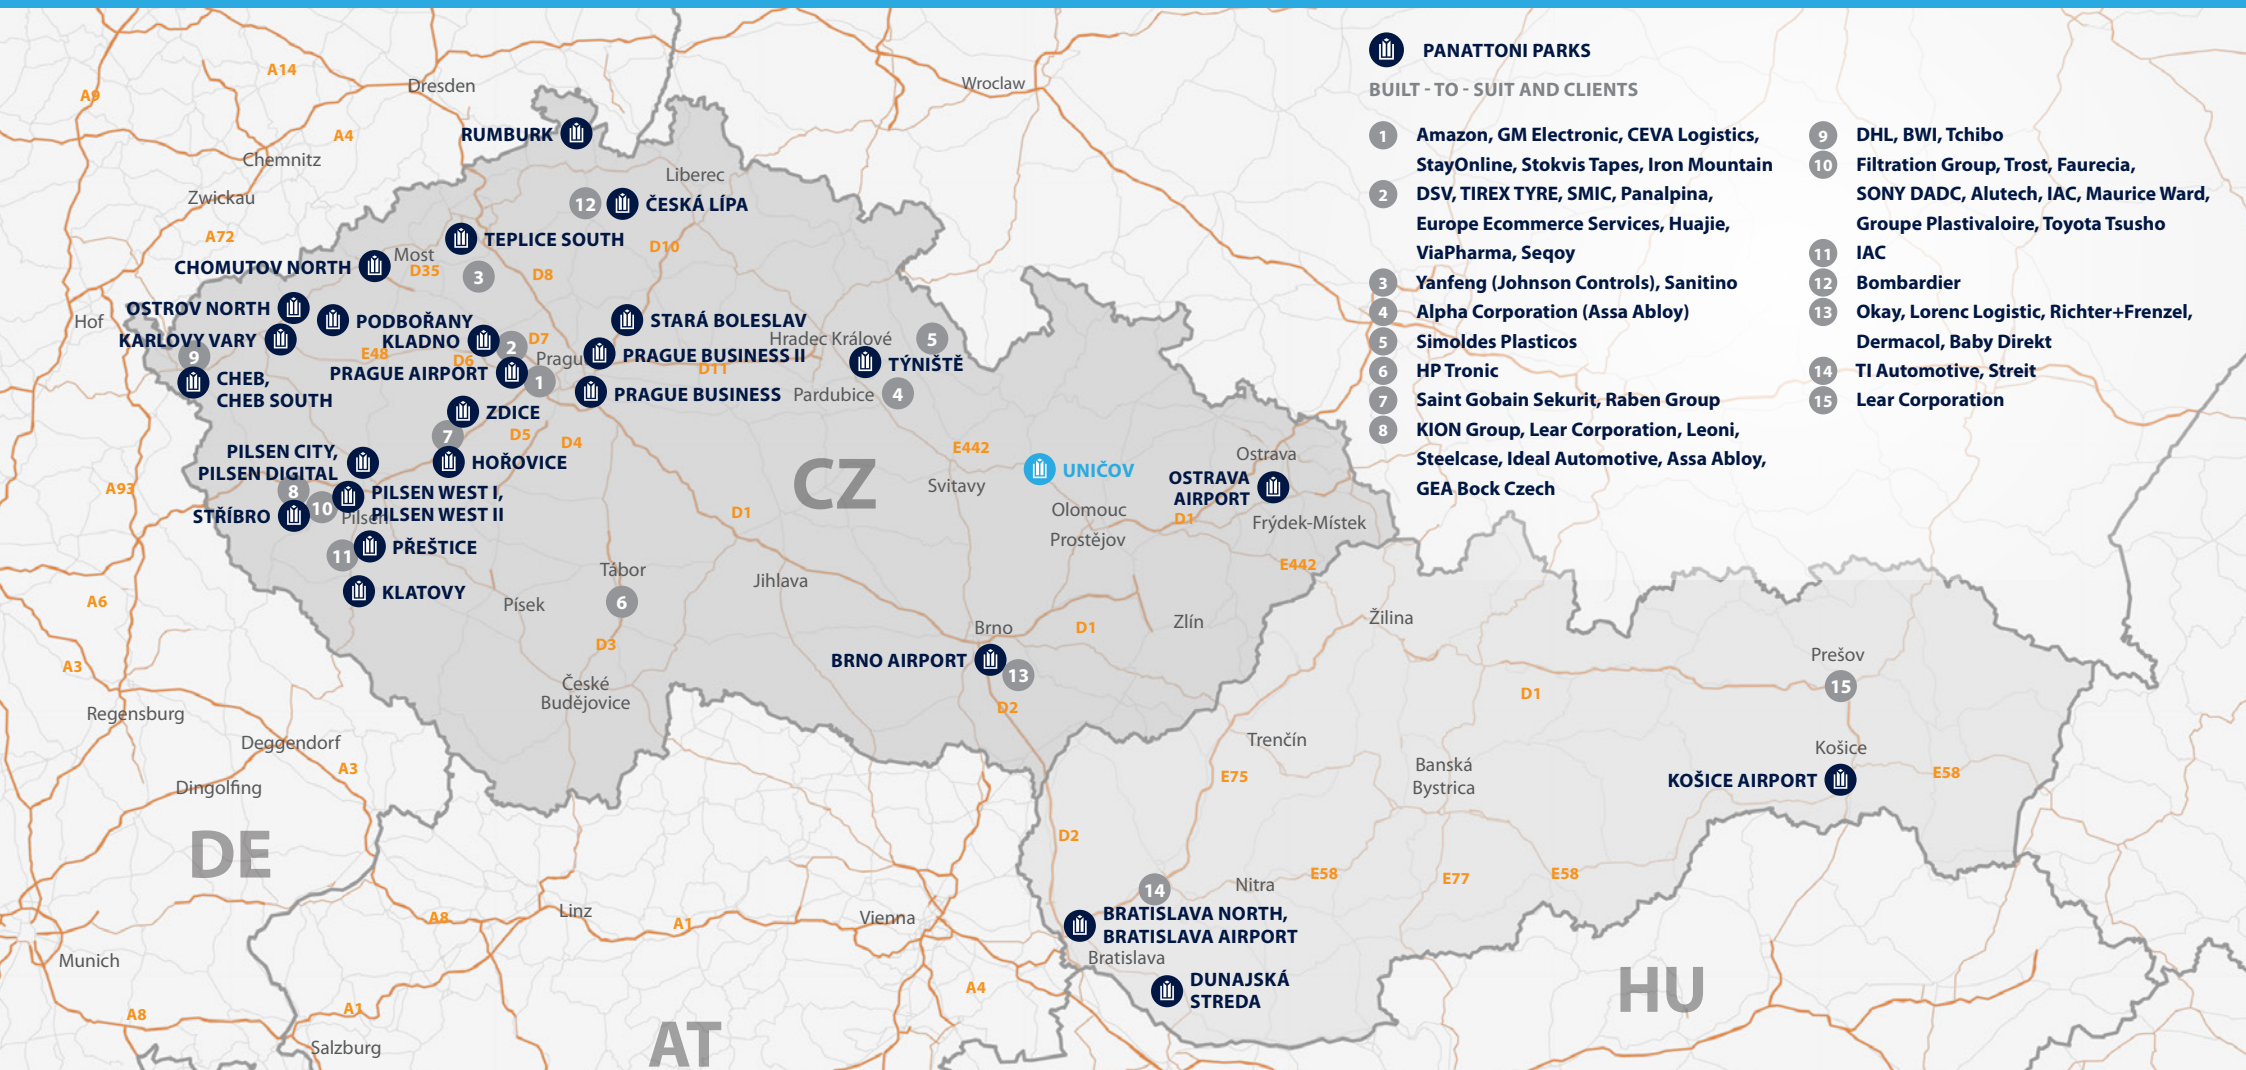 PANATTONI PARKS
BUILT - TO - SUIT AND CLIENTS
1 Amazon, GM Electronic, CEVA Logistics,
StayOnline, Stokvis Tapes, Iron Mountain
2 DSV, TIREX TYRE, SMIC, Panalpina,
Europe Ecommerce Services, Huajie,
ViaPharma, Seqoy
3 Yanfeng (Johnson Controls), Sanitino
4 Alpha Corporation (Assa Abloy)
5 Simoldes Plasticos
6 HP Tronic
7 Saint Gobain Sekurit, Raben Group
8 KION Group, Lear Corporation, Leoni,
Steelcase, Ideal Automotive, Assa Abloy,
GEA Bock Czech
9 DHL, BWI, Tchibo
10 Filtration Group, Trost, Faurecia,
SONY DADC, Alutech, IAC, Maurice Ward,
Groupe Plastivaloire, Toyota Tsusho
11 IAC
12 Bombardier
13 Okay, Lorenc Logistic, Richter+Frenzel,
Dermacol, Baby Direkt
14 TI Automotive, Streit
15 Lear Corporation
A14
A9
Dresden
Wroclaw
A4
RUMBURK
Chemnitz
Liberec
Zwickau
12
ČESKÁ LÍPA
A72
TEPLICE SOUTH
D10
Most
CHOMUTOV NORTH
D35
3
D8
OSTROV NORTH
Hof
PODBOŘANY
STARÁ BOLESLAV
KARLOVY VARY
KLADNO
2
D7
Hradec Králové
5
9
E48
D6
Pragu
PRAGUE BUSINESS II
TÝNIŠTĚ
D11
PRAGUE AIRPORT
1
CHEB,
CHEB SOUTH
PRAGUE BUSINESS
Pardubice
4
ZDICE
7
D5
D4
E442
PILSEN CITY,
PILSEN DIGITAL
HOŘOVICE
CZ
UNIČOV
Ostrava
OSTRAVA
AIRPORT
A93
8
PILSEN WEST I,
PILSEN WEST II
Svitavy
STŘÍBRO
10
Pilsen
D1
Olomouc
D1
Frýdek-Místek
Prostějov
11
PŘEŠTICE
E442
Tábor
Jihlava
KLATOVY
A6
Písek
6
Zlín
Žilina
Brno
D1
D3
Prešov
A3
BRNO AIRPORT
13
České
Budějovice
15
D1
D2
Regensburg
Trenčín
Deggendorf
Košice
A3
Banská
Bystrica
E75
KOŠICE AIRPORT
E58
Dingolfing
D2
DE
E58
E77
E58
Nitra
14
Linz
A8
A1
Vienna
BRATISLAVA NORTH,
BRATISLAVA AIRPORT
Bratislava
Munich
DUNAJSKÁ
STREDA
A4
HU
A1
A8
Salzburg
AT